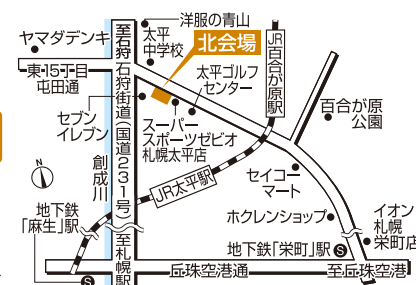 洋服の青山
ヤマダデンキ
至石狩
太平
中学校
北会場
JR百合が原駅
東15丁目
屯田通
石狩街道(国道231号)
太平ゴルフ
センター
百合が原
公園
セブン
イレブン
スーパー
スポーツゼビオ
札幌太平店
N
創成川
セイコー
マート
JR太平駅
地下鉄
「麻生」駅
ホクレンショップ
イオン
札幌
栄町店
地下鉄「栄町」駅
S
至札幌駅
丘珠空港通
至丘珠空港
S